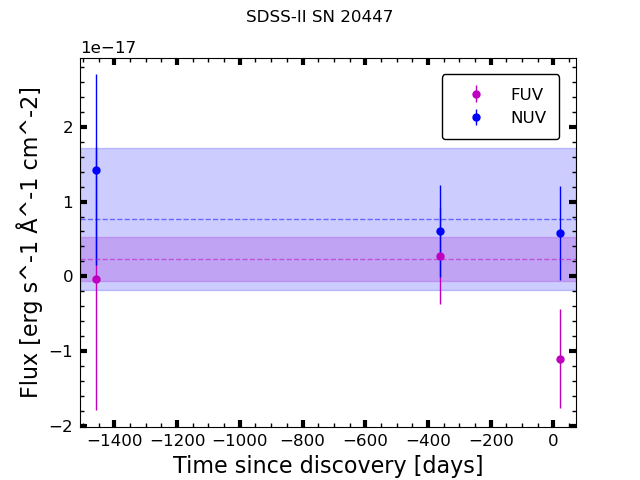 SDSS-II SN 20447
1e−17
FUV
NUV
2
1
0
−1
−2
Flux [erg s^-1 Å^-1 cm^-2]
−1400 −1200 −1000 −800 −600 −400 −200 0
Time since discovery [days]